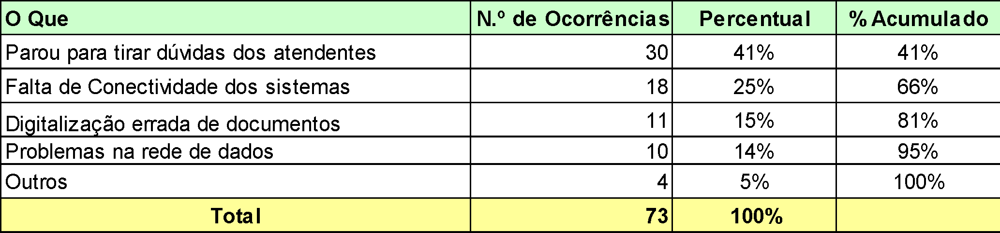 O Que N.º de Ocorrências Percentual % Acumulado
Parou para tirar dúvidas dos atendentes 30 41% 41%
Falta de Conectividade dos sistemas 18 25% 66%
Digitalização errada de documentos 11 15% 81%
Problemas na rede de dados 10 14% 95%
Outros 4 5% 100%
Total 73 100%